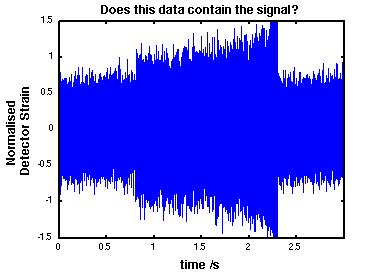 Does this data contain the signal?
1.5
1
0.5
0
-0.5
-1
-1.5
Normalised
Detector Strain
0 0.5 1 1.5 2 2.5
time /s